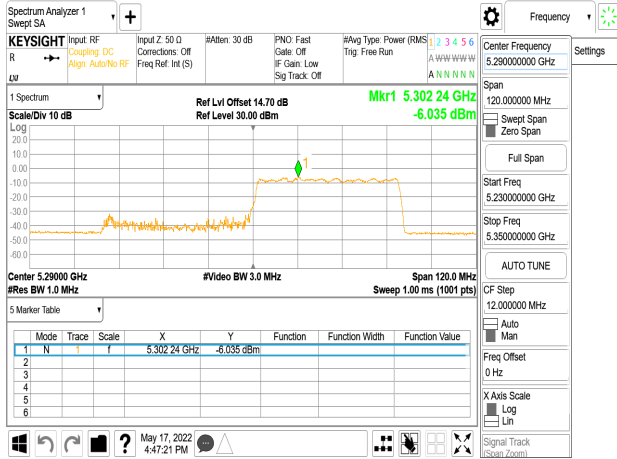 Spectrum Analyzer 1
Swept SA
Frequency
KEYSIGHT
R
LXI
Input: RF
Coupling: DC
Align: Auto/No RF
Input Z: 50 Ω
Corrections: Off
Freq Ref: Int (S)
#Atten: 30 dB
PNO: Fast
Gate: Off
IF Gain: Low
Sig Track: Off
#Avg Type: Power (RMS
Trig: Free Run
1 2 3 4 5 6
A W W W W W
A N N N N N
1 Spectrum
Scale/Div 10 dB
Ref Lvl Offset 14.70 dB
Ref Level 30.00 dBm
Mkr1 5.302 24 GHz
-6.035 dBm
Log
20.0
10.0
0.00
-10.0
-20.0
-30.0
-40.0
-50.0
-60.0
1
Center 5.29000 GHz
#Video BW 3.0 MHz
Span 120.0 MHz
#Res BW 1.0 MHz
Sweep 1.00 ms (1001 pts)
5 Marker Table
Mode Trace Scale X Y Function Function Width Function Value
1 N 1 f 5.302 24 GHz -6.035 dBm
2
3
4
5
6
May 17, 2022
4:47:21 PM
Center Frequency
5.290000000 GHz
Settings
Span
120.000000 MHz
Swept Span
Zero Span
Full Span
Start Freq
5.230000000 GHz
Stop Freq
5.350000000 GHz
AUTO TUNE
CF Step
12.000000 MHz
Auto
Man
Freq Offset
0 Hz
X Axis Scale
Log
Lin
Signal Track
(Span Zoom)